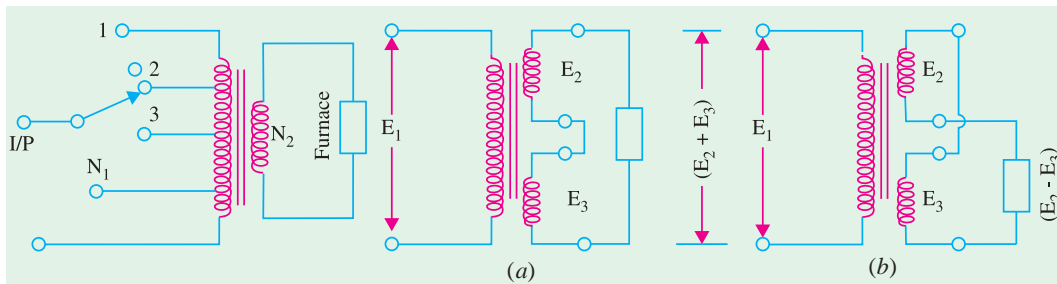 1
2
3
I/P
N1
N2
Furnace
E1
E2
E3
(a)
(E2 + E3)
E1
E2
E3
(E2 - E3)
(b)